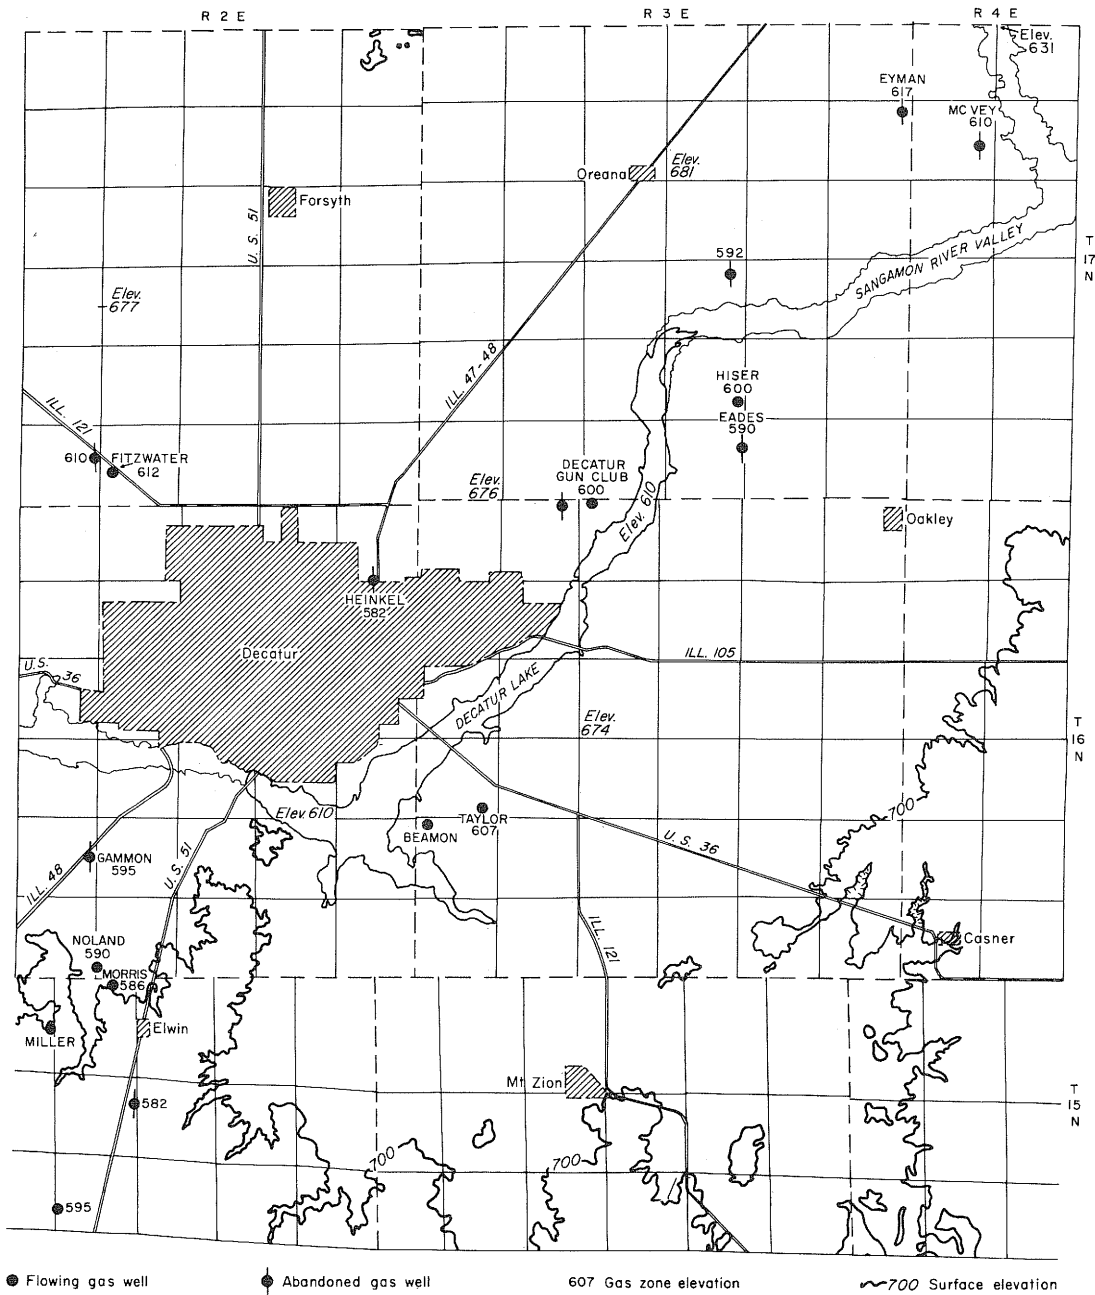 R 2 E
R 3 E
R 4 E
Elev.
631
EYMAN
617
MC VEY
610
Oreana
Elev.
681
Forsyth
U. S. 51
T
17
N
SANGAMON RIVER VALLEY
592
Elev.
677
ILL. 47-48
HISER
600
EADES
590
ILL. 121
610
FITZWATER
612
DECATUR
GUN CLUB
600
Elev.
676
Elev. 610
Oakley
HEINKEL
582
Decatur
U.S.
36
ILL. 105
DECATUR LAKE
Elev.
674
T
16
N
700
Elev. 610
TAYLOR
607
BEAMON
U. S. 36
GAMMON
595
U. S. 51
ILL. 48
ILL. 121
Casner
NOLAND
590
MORRIS
586
MILLER
Elwin
Mt. Zion
582
T
15
N
700
700
595
Flowing gas well
Abandoned gas well
607 Gas zone elevation
700 Surface elevation